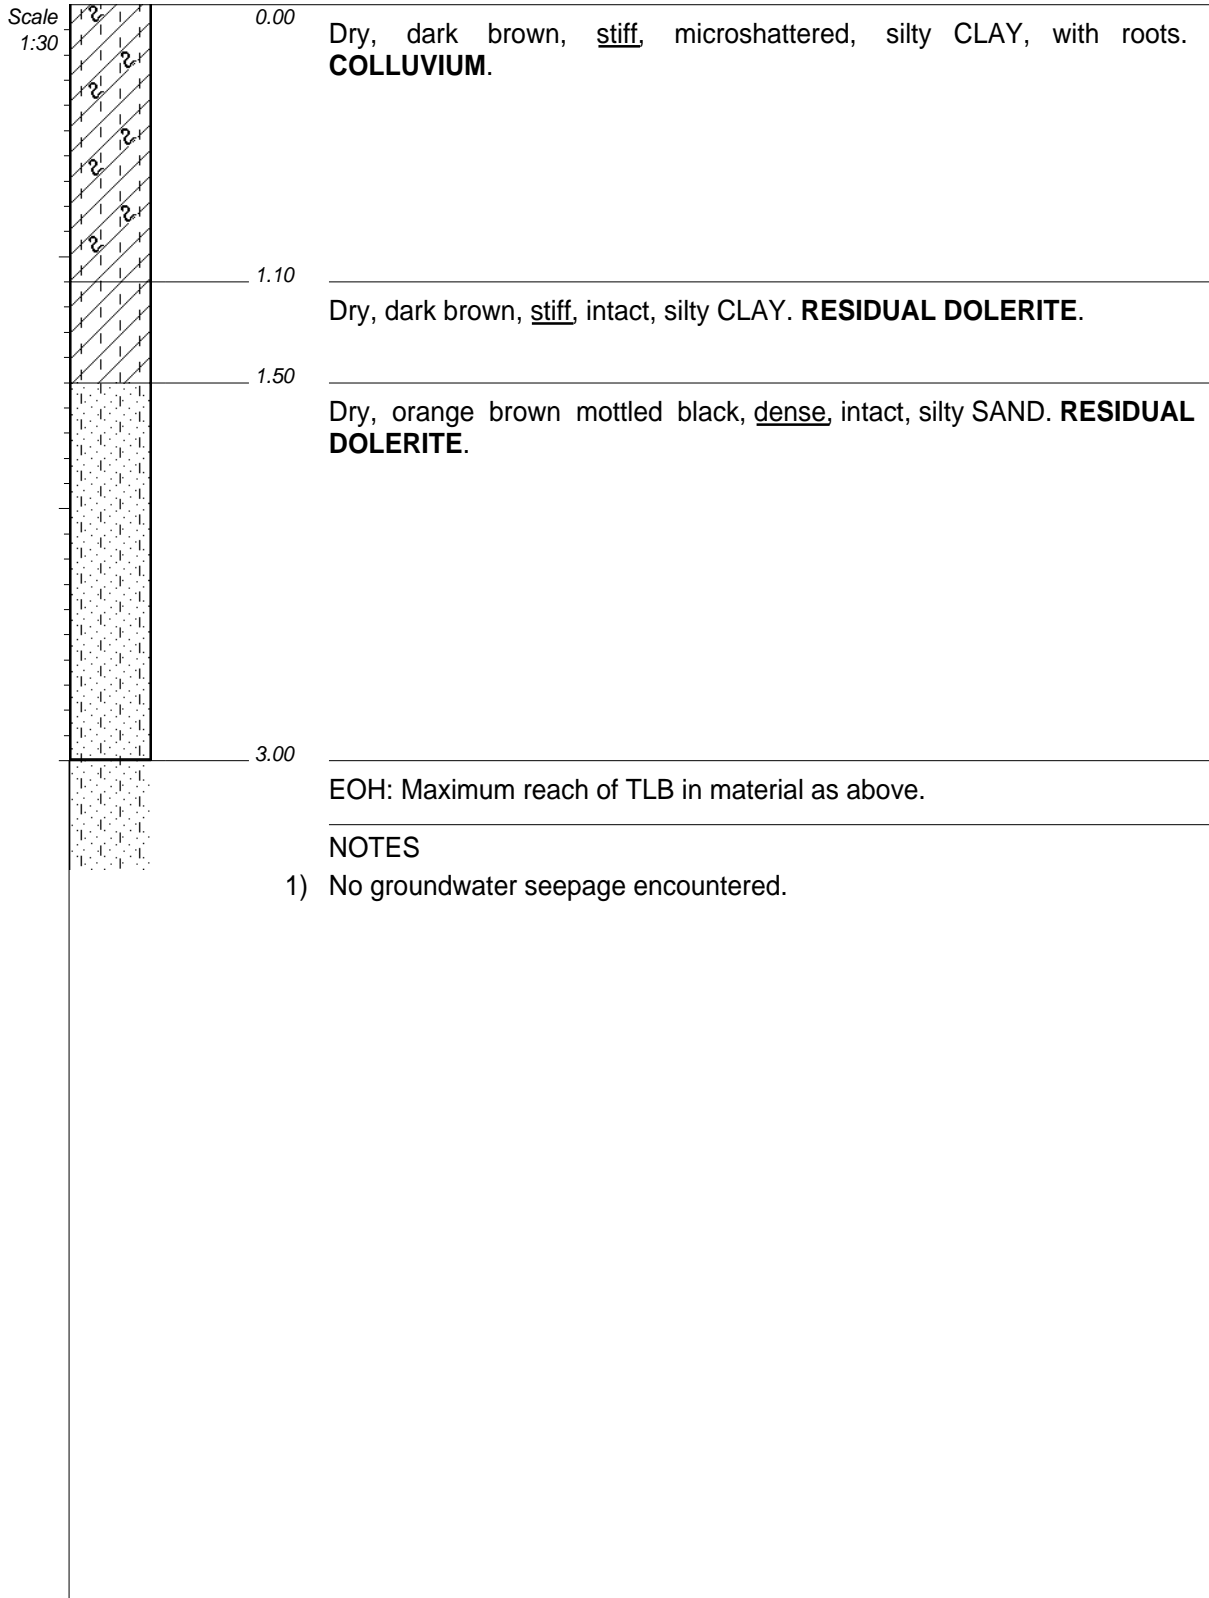 Scale
1:30
0.00
Dry, dark brown, stiff, microshattered, silty CLAY, with roots.
COLLUVIUM.
1.10
Dry, dark brown, stiff, intact, silty CLAY. RESIDUAL DOLERITE.
1.50
Dry, orange brown mottled black, dense, intact, silty SAND. RESIDUAL
DOLERITE.
3.00
EOH: Maximum reach of TLB in material as above.
NOTES
1) No groundwater seepage encountered.